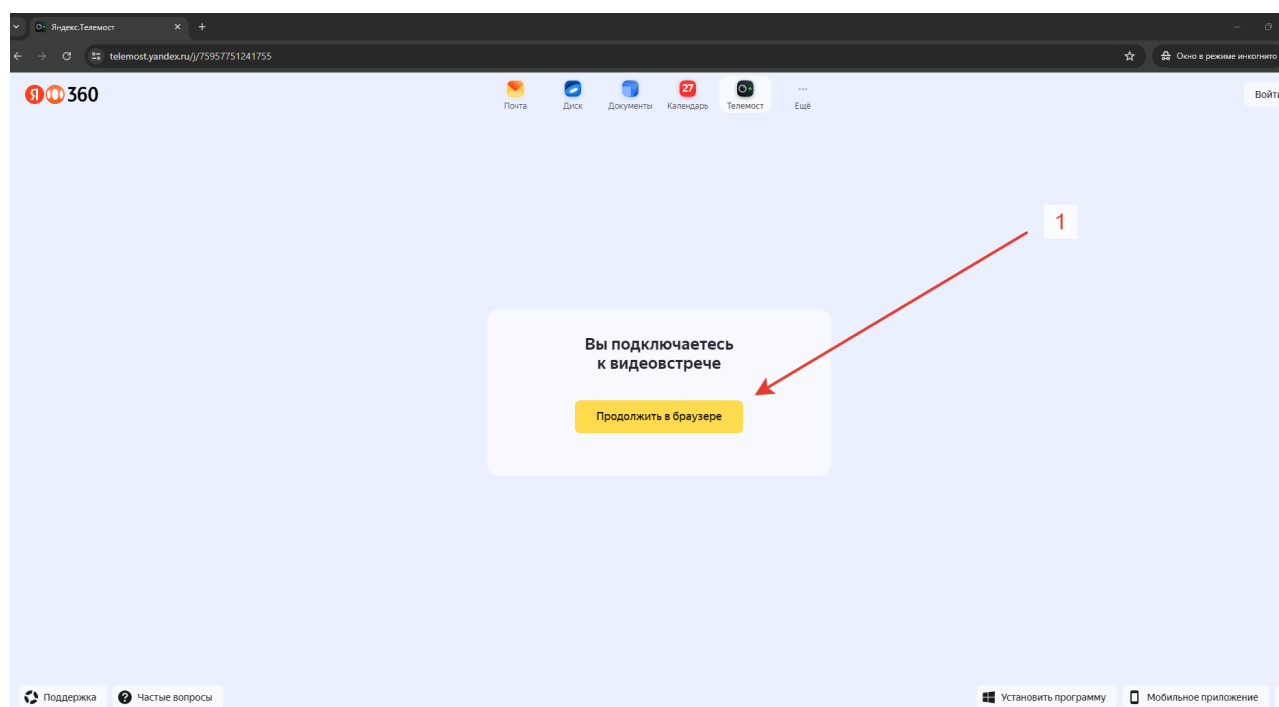 Яндекс.Телемост
telemost.yandex.ru/j/75957751241755
Окно в режиме инкогнито
Я 360
27
Почта Диск Документы Календарь Телемост Ещё
Войти
1
Вы подключаетесь
к видеовстрече
Продолжить в браузере
Поддержка
Частые вопросы
Установить программу
Мобильное приложение